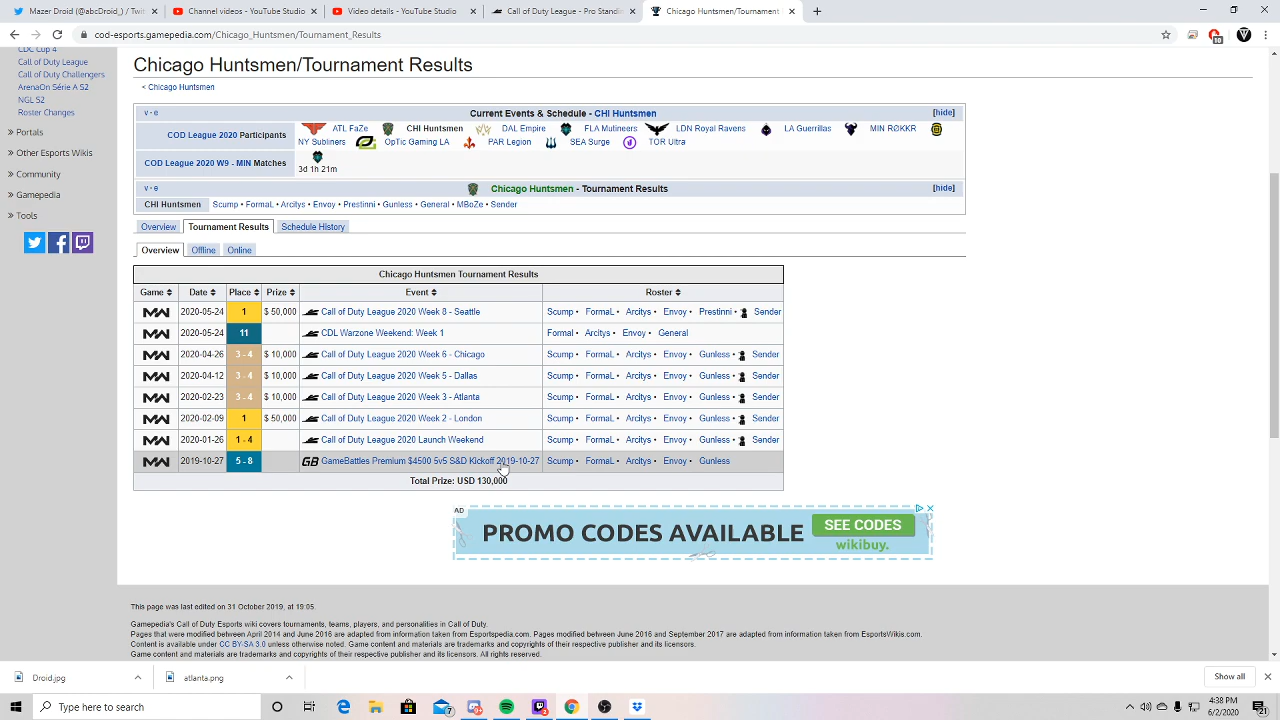 Mazer Droid (@abcDroid) / Twit
Channel videos - YouTube Studio
Video details - YouTube Studio
Call of Duty League - Pro Standin
Chicago Huntsmen/Tournament
cod-esports.gamepedia.com/Chicago_Huntsmen/Tournament_Results
CDC Cup 4
Call of Duty League
Call of Duty Challengers
ArenaOn Série A S2
NGL S2
Roster Changes
Portals
Other Esports Wikis
Community
Gamepedia
Tools
Chicago Huntsmen/Tournament Results
< Chicago Huntsmen
v · e Current Events & Schedule - CHI Huntsmen [hide]
COD League 2020 Participants
ATL FaZe CHI Huntsmen DAL Empire FLA Mutineers LDN Royal Ravens LA Guerrillas MIN RØKKR
NY Subliners OpTic Gaming LA PAR Legion SEA Surge TOR Ultra
COD League 2020 W9 - MIN Matches
3d 1h 21m
v · e Chicago Huntsmen - Tournament Results [hide]
CHI Huntsmen Scump • FormaL • Arcitys • Envoy • Prestinni • Gunless • General • MBoZe • Sender
Overview Tournament Results Schedule History
Overview Offline Online
Chicago Huntsmen Tournament Results
Game Date Place Prize Event Roster
MW 2020-05-24 1 $ 50,000 Call of Duty League 2020 Week 8 - Seattle Scump • FormaL • Arcitys • Envoy • Prestinni • Sender
MW 2020-05-24 11 CDL Warzone Weekend: Week 1 Formal Arcitys • Envoy • General
MW 2020-04-26 3 - 4 $ 10,000 Call of Duty League 2020 Week 6 - Chicago Scump • FormaL • Arcitys • Envoy • Gunless • Sender
MW 2020-04-12 3 - 4 $ 10,000 Call of Duty League 2020 Week 5 - Dallas Scump • FormaL • Arcitys • Envoy • Gunless • Sender
MW 2020-02-23 3 - 4 $ 10,000 Call of Duty League 2020 Week 3 - Atlanta Scump • FormaL • Arcitys • Envoy • Gunless • Sender
MW 2020-02-09 1 $ 50,000 Call of Duty League 2020 Week 2 - London Scump • FormaL • Arcitys • Envoy • Gunless • Sender
MW 2020-01-26 1 - 4 Call of Duty League 2020 Launch Weekend Scump • FormaL • Arcitys • Envoy • Gunless • Sender
MW 2019-10-27 5 - 8 GB GameBattles Premium $4500 5v5 S&D Kickoff 2019-10-27 Scump • FormaL • Arcitys • Envoy • Gunless
Total Prize: USD 130,000
AD
PROMO CODES AVAILABLE SEE CODES
wikibuy.
This page was last edited on 31 October 2019, at 19:05.
Gamepedia's Call of Duty Esports wiki covers tournaments, teams, players, and personalities in Call of Duty.
Pages that were modified between April 2014 and June 2016 are adapted from information taken from Esportspedia.com. Pages modified between June 2016 and September 2017 are adapted from information taken from EsportsWikis.com.
Content is available under CC BY-SA 3.0 unless otherwise noted. Game content and materials are trademarks and copyrights of their respective publisher and its licensors.
Game content and materials are trademarks and copyrights of their respective publisher and its licensors. All rights reserved.
Droid.jpg
atlanta.png
Show all
Type here to search
4:38 PM
6/2/2020